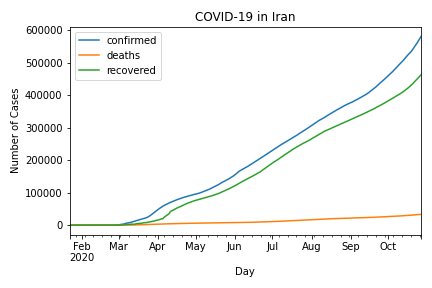 COVID-19 in Iran
confirmed
deaths
recovered
600000
500000
400000
300000
200000
100000
0
Number of Cases
Feb Mar Apr May Jun Jul Aug Sep Oct
2020
Day